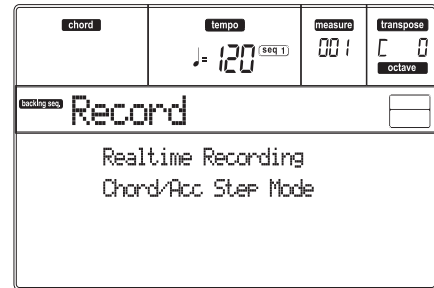 chord tempo measure transpose
♩= 120 seq 1 001 C 0
octave
backing seq. Record
Realtime Recording
Chord/Acc Step Mode